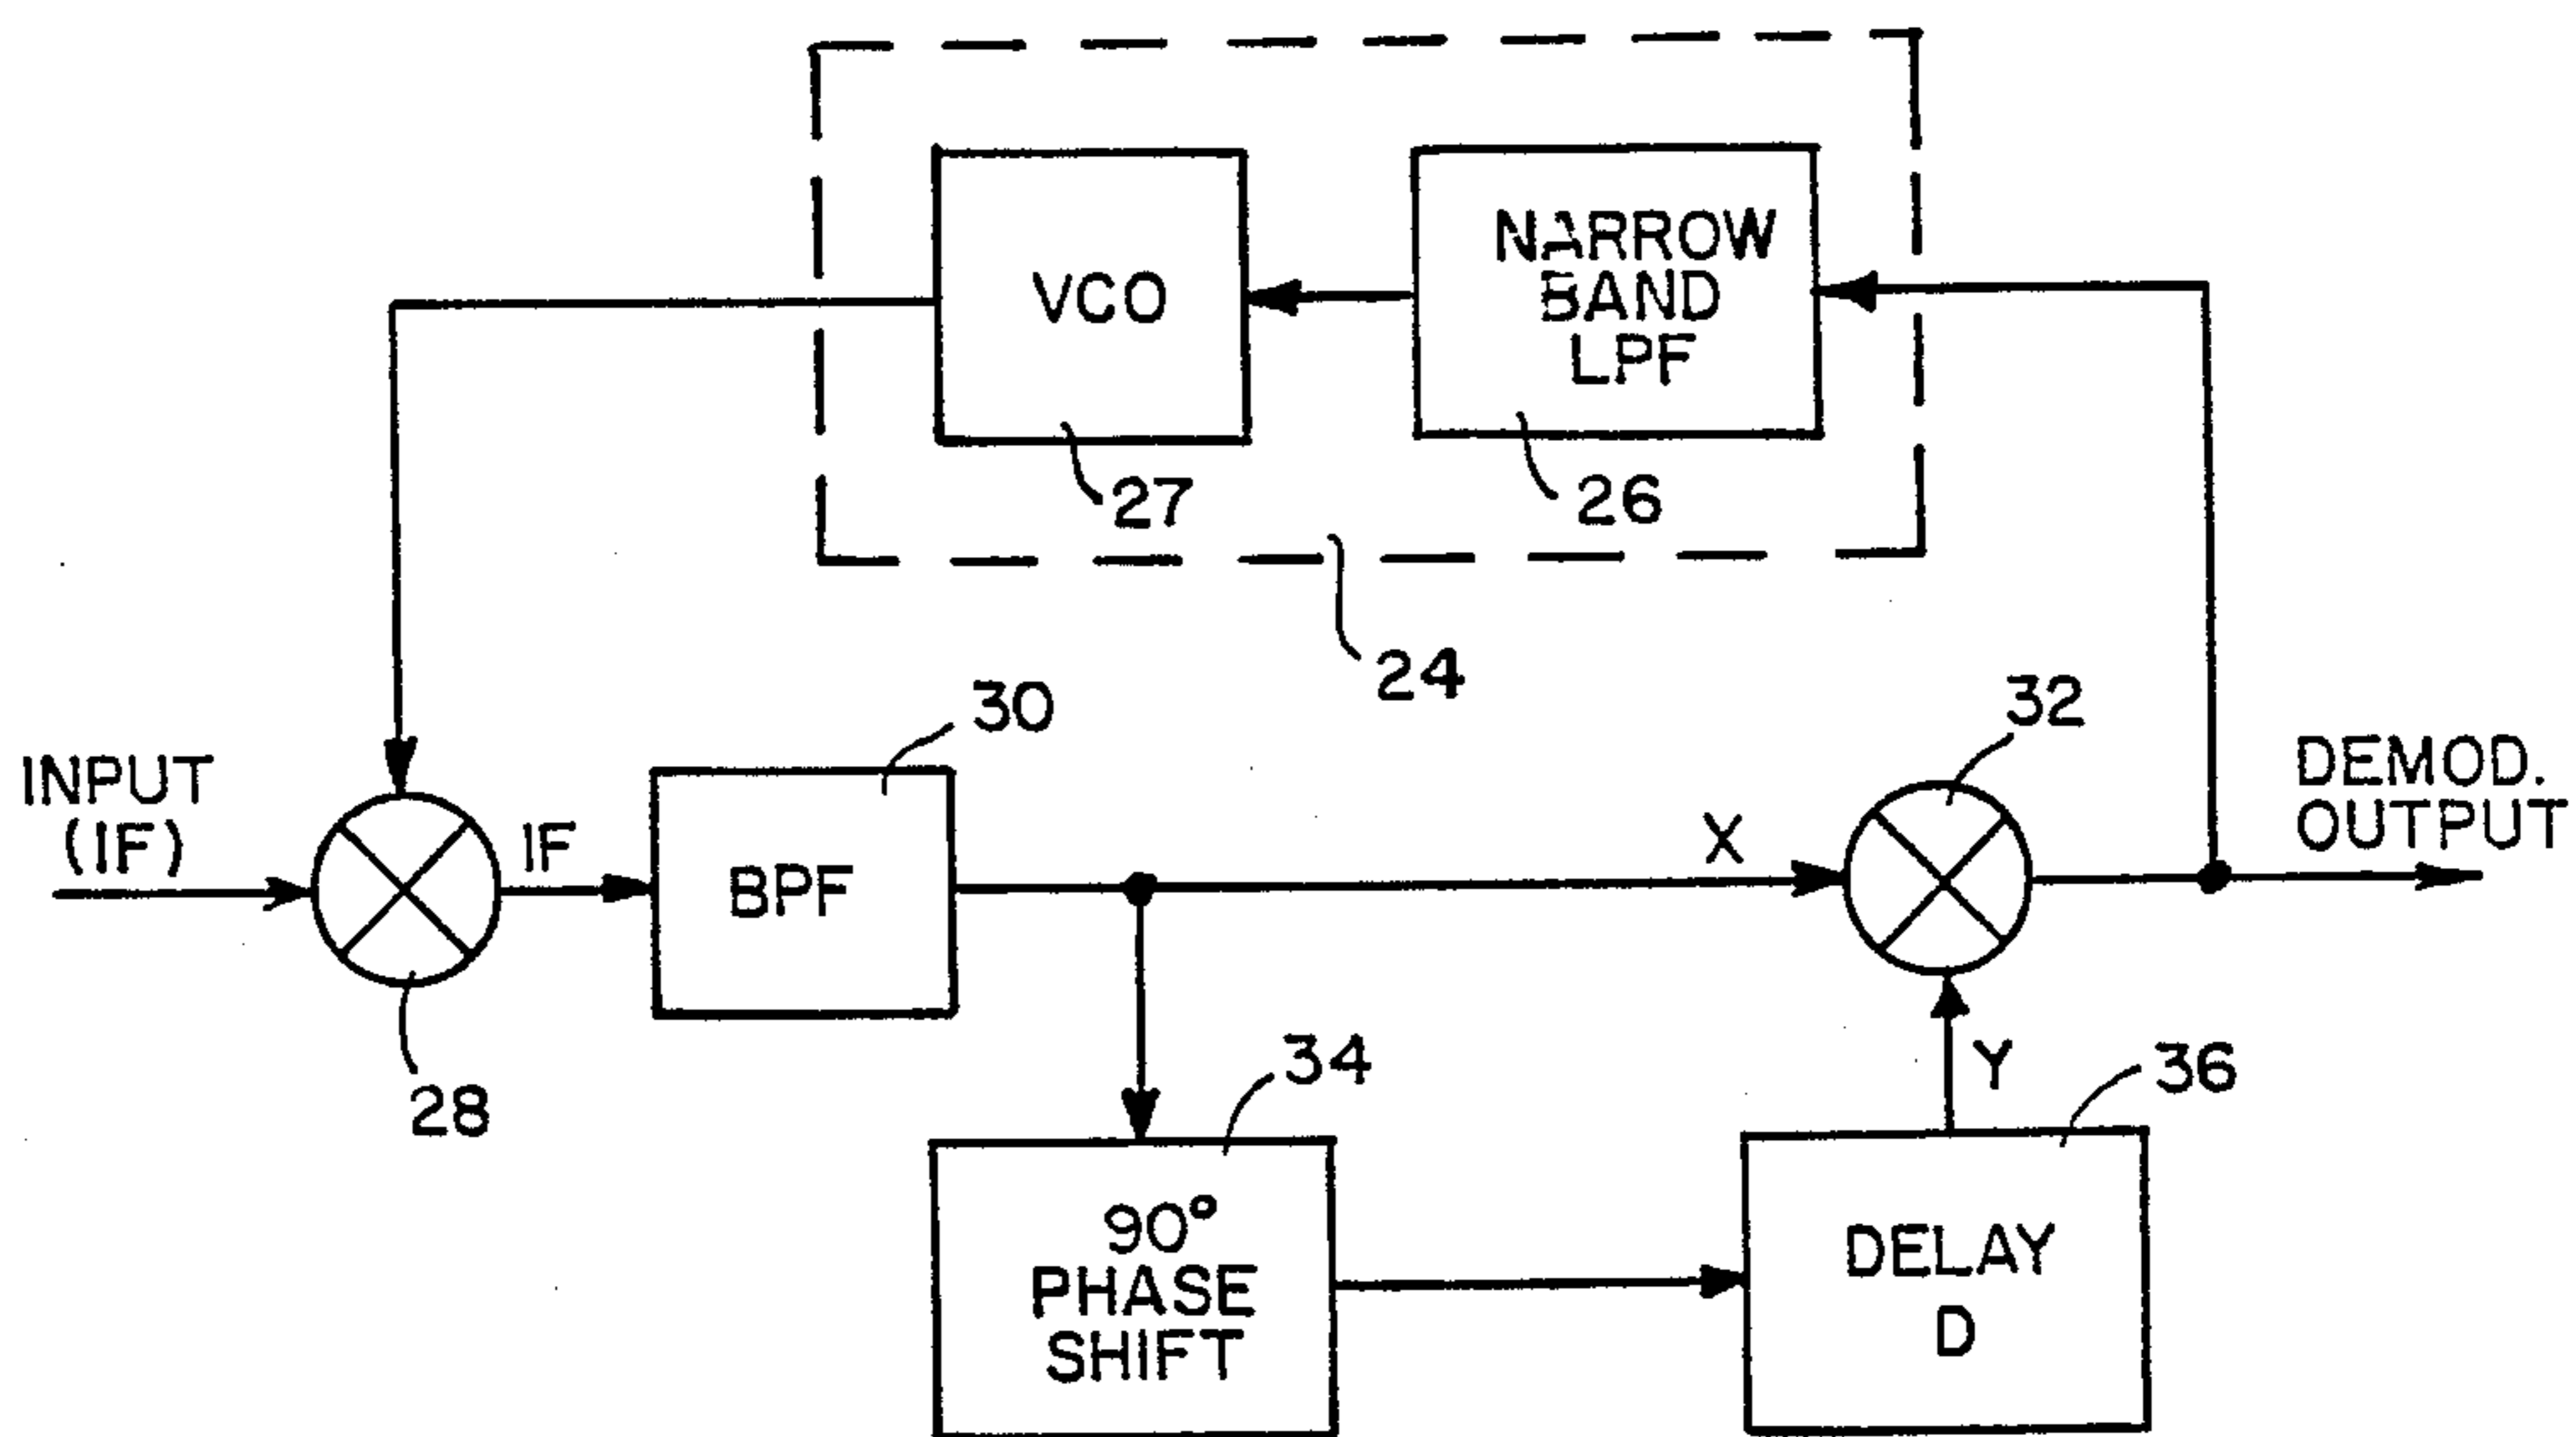 NARROW
BAND
LPF
VCO
27
26
24
30
32
INPUT
(IF)
IF
BPF
X
DEMOD.
OUTPUT
28
34
Y
36
90°
PHASE
SHIFT
DELAY
D